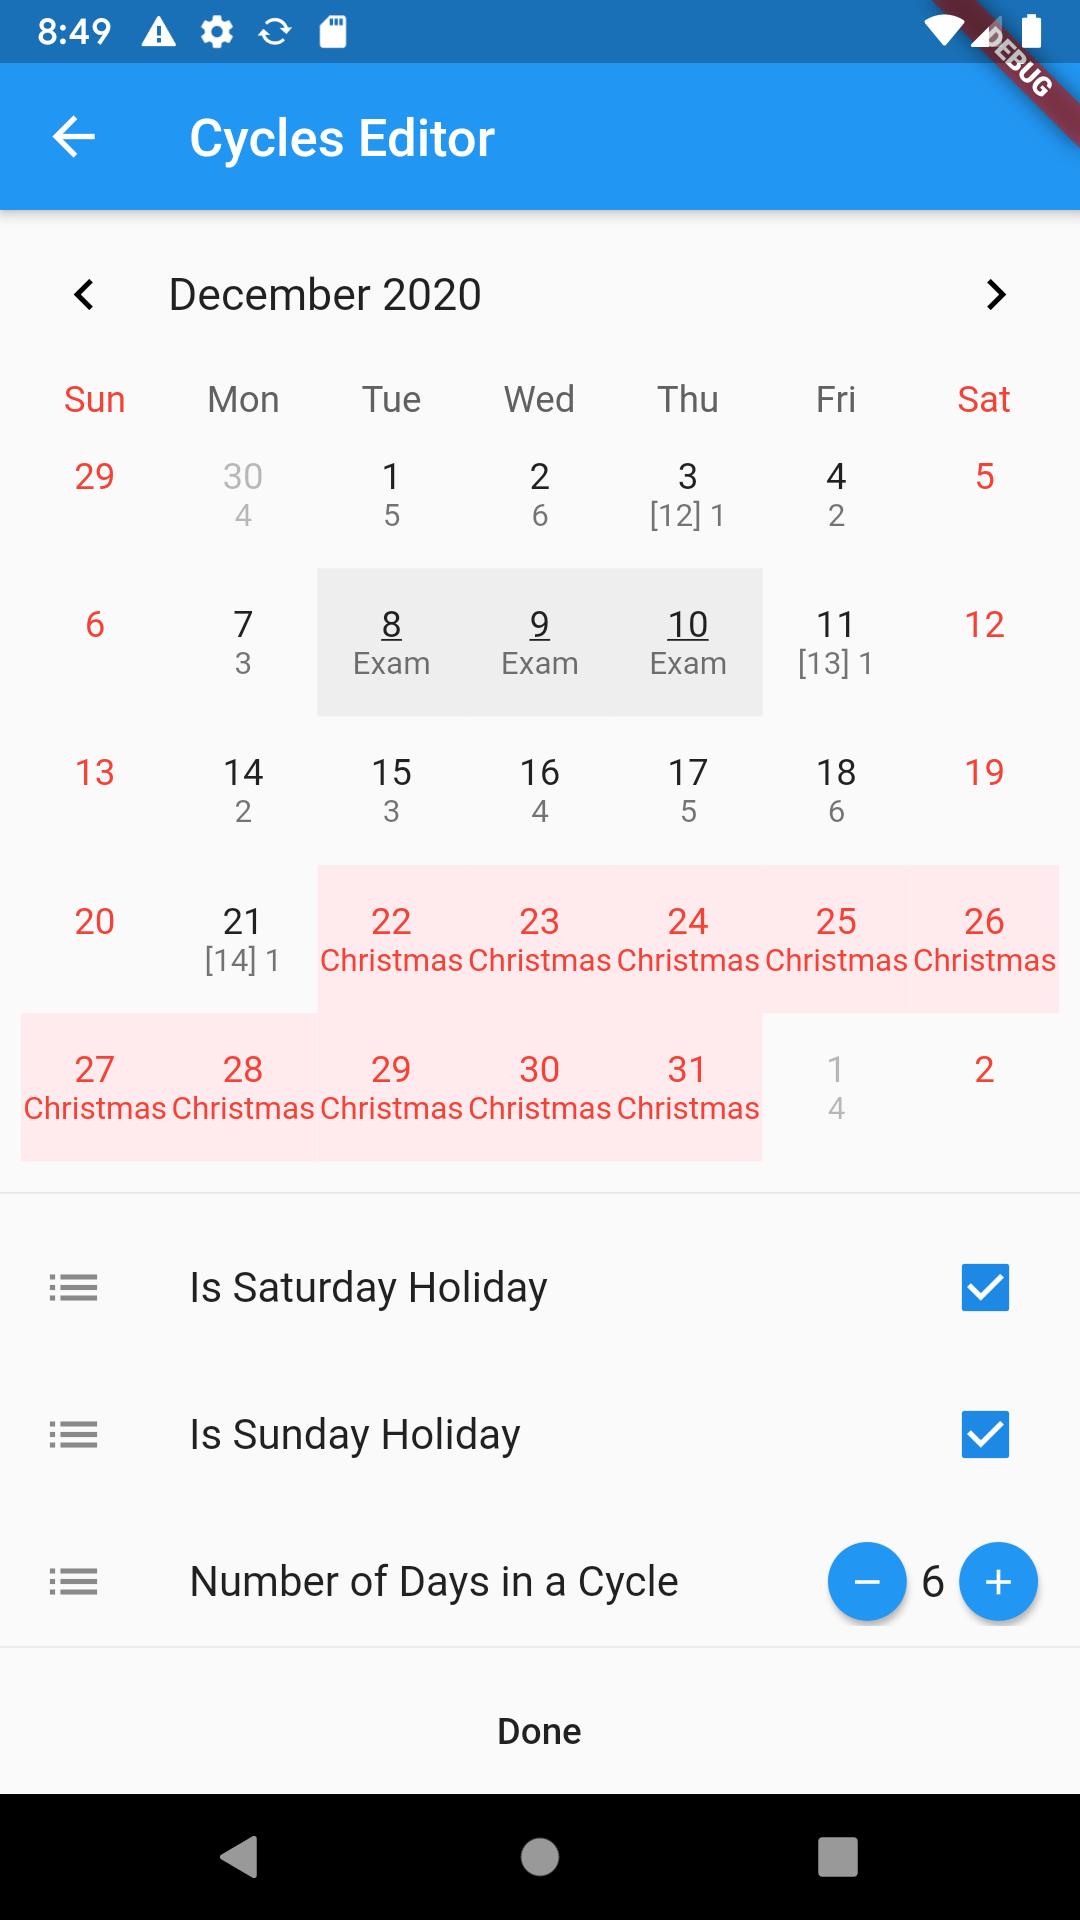 8:49
DEBUG
Cycles Editor
December 2020
Sun Mon Tue Wed Thu Fri Sat
29 30 1 2 3 4 5
4 5 6 [12] 1 2
6 7 8 9 10 11 12
3 Exam Exam Exam [13] 1
13 14 15 16 17 18 19
2 3 4 5 6
20 21 22 23 24 25 26
[14] 1 Christmas Christmas Christmas Christmas Christmas
27 28 29 30 31 1 2
Christmas Christmas Christmas Christmas Christmas 4
Is Saturday Holiday
Is Sunday Holiday
Number of Days in a Cycle 6
Done